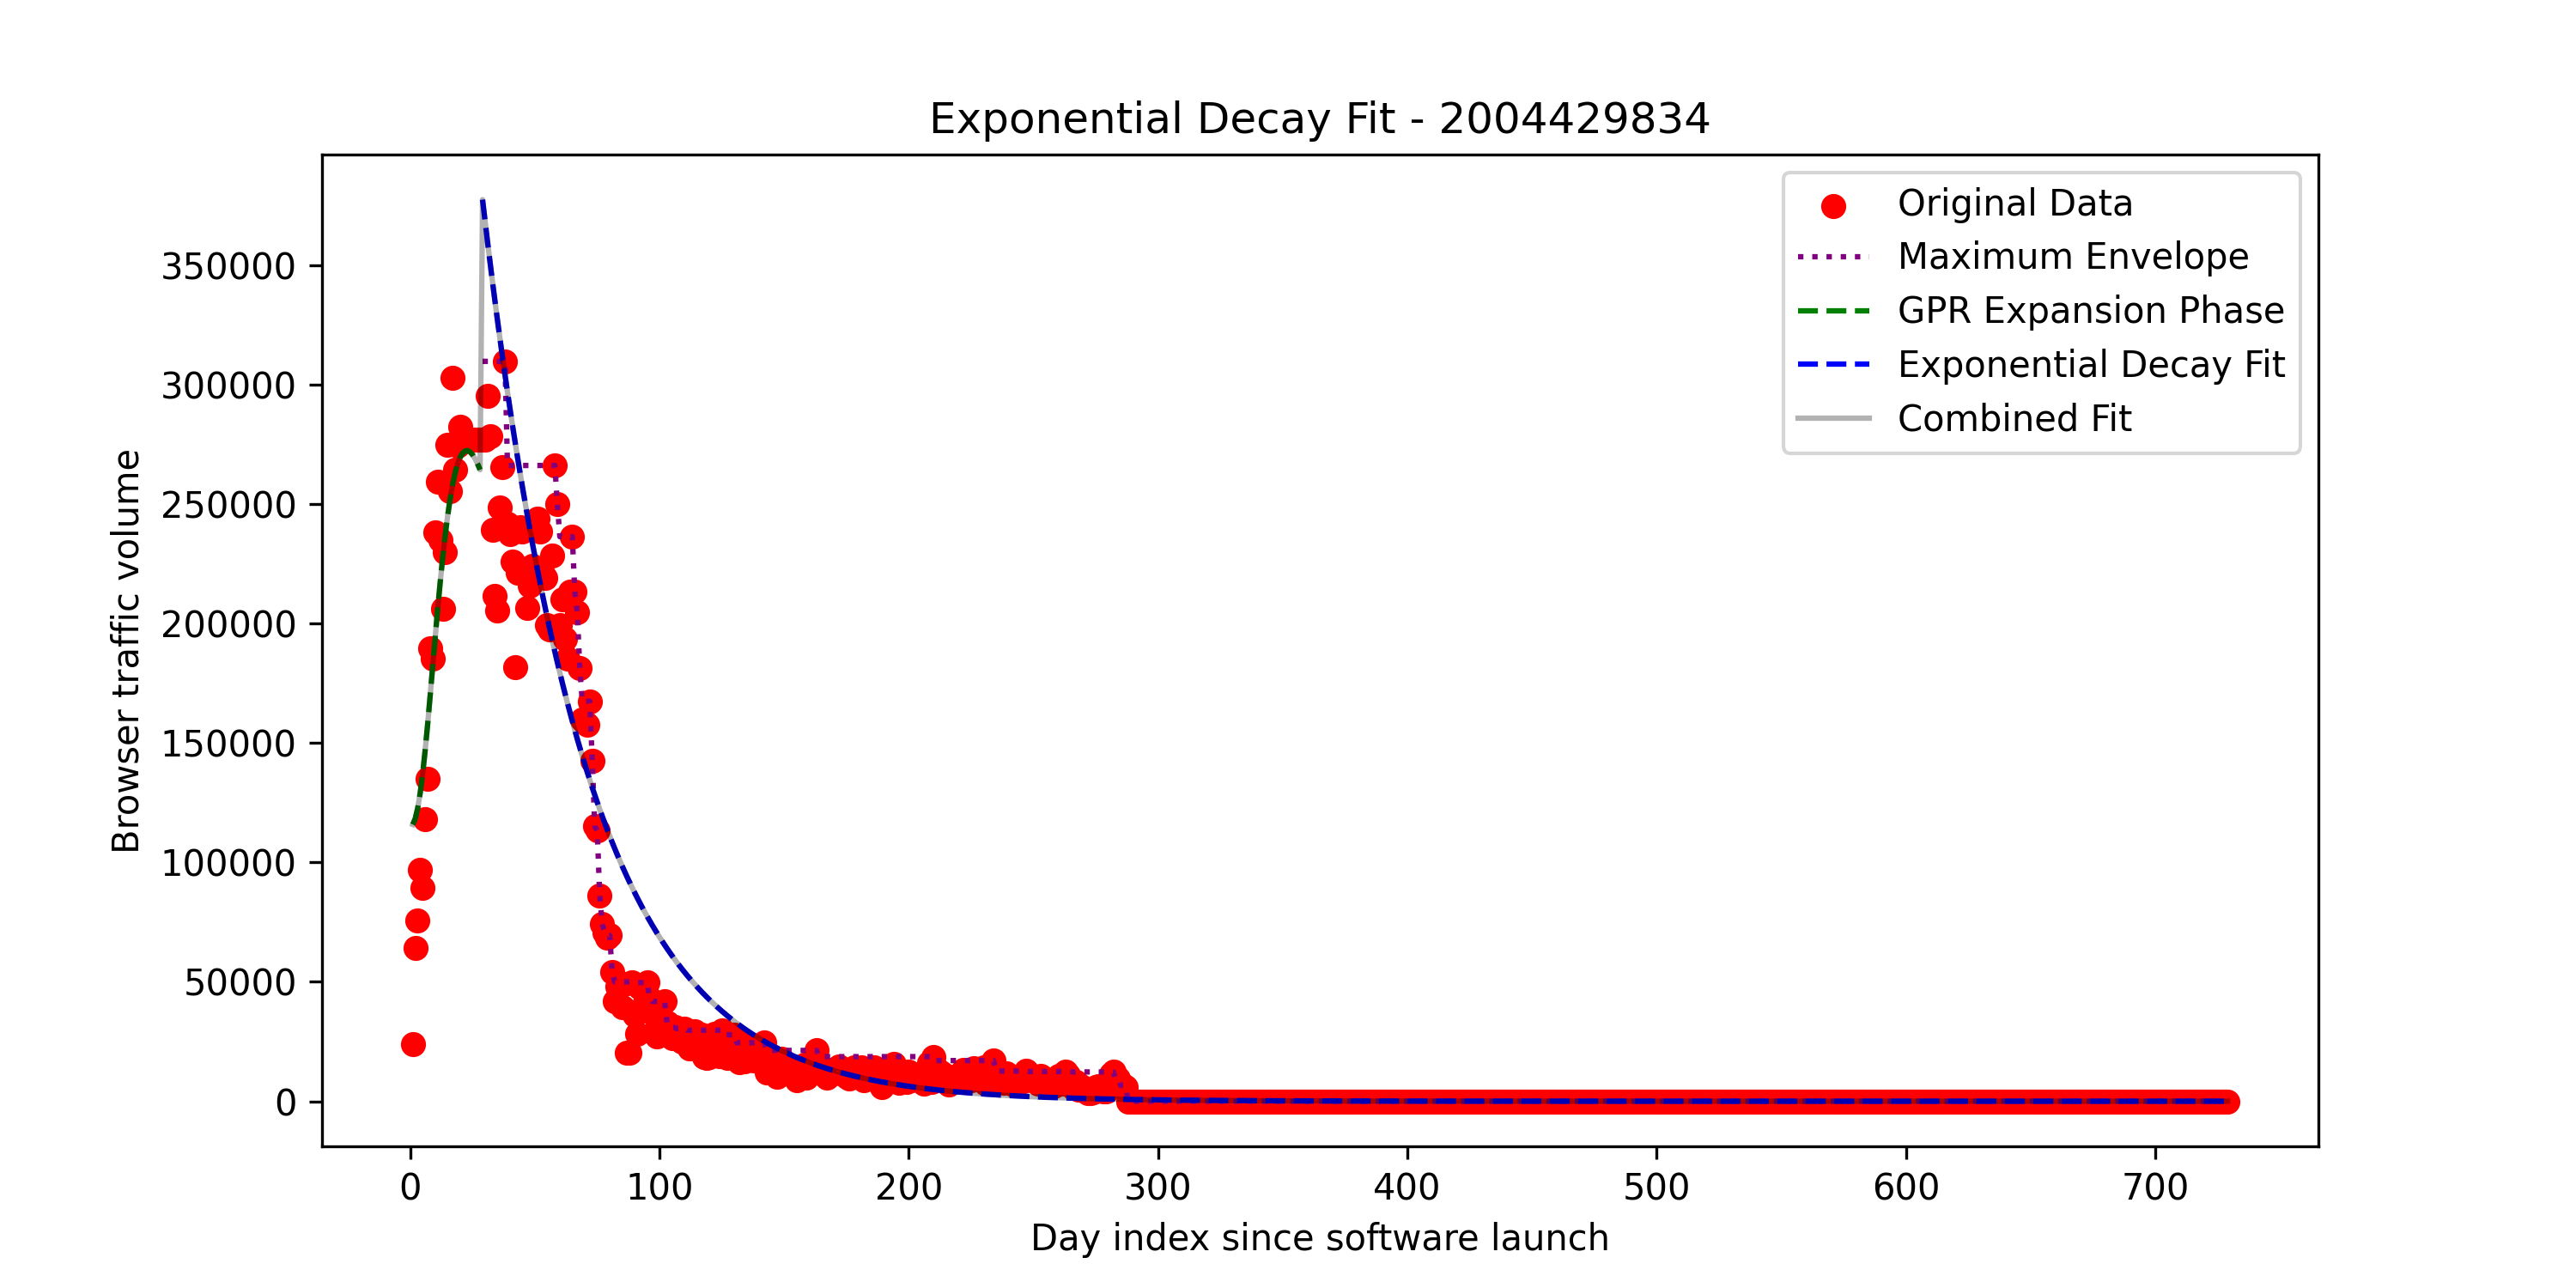 Exponential Decay Fit - 2004429834
Original Data
Maximum Envelope
GPR Expansion Phase
Exponential Decay Fit
Combined Fit
Browser traffic volume
350000
300000
250000
200000
150000
100000
50000
0
0 100 200 300 400 500 600 700
Day index since software launch